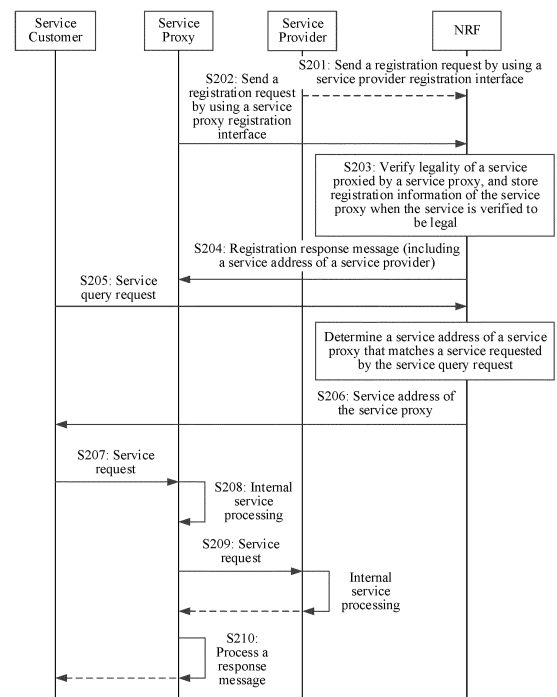 Service
Customer
Service
Proxy
Service
Provider
NRF
S201: Send a registration request by using a
service provider registration interface
S202: Send a
registration request
by using a service
proxy registration
interface
S203: Verify legality of a service
proxied by a service proxy, and store
registration information of the service
proxy when the service is verified to
be legal
S204: Registration response message (including
a service address of a service provider)
S205: Service
query request
Determine a service address of a service
proxy that matches a service requested
by the service query request
S206: Service address of
the service proxy
S207: Service
request
S208: Internal
service
processing
S209: Service
request
Internal
service
processing
S210:
Process a
response
message